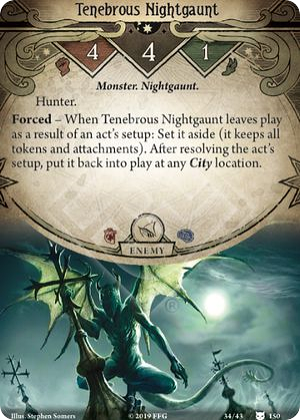 Tenebrous Nightgaunt
4 4 1
Monster. Nightgaunt.
Hunter.
Forced – When Tenebrous Nightgaunt leaves play
as a result of an act's setup: Set it aside (it keeps all
tokens and attachments). After resolving the act's
setup, put it back into play at any City location.
ENEMY
Illus. Stephen Somers © 2019 FFG 34/43 150